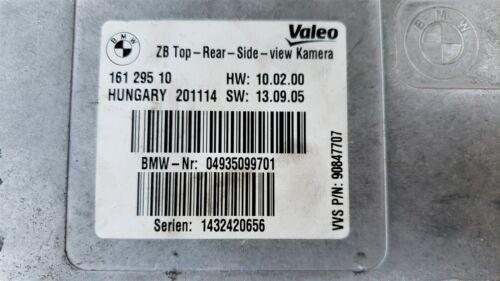 BMW
Valeo
ZB Top-Rear-Side-view Kamera
161 295 10 HW: 10.02.00
HUNGARY 201114 SW: 13.09.05
BMW-Nr: 04935099701
Serien: 1432420656
VVS P/N: 90847707
BMW